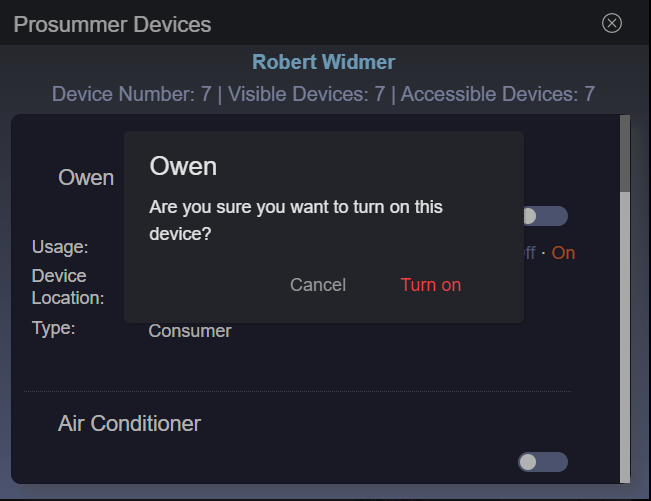 Prosummer Devices
Robert Widmer
Device Number: 7 | Visible Devices: 7 | Accessible Devices: 7
Owen
Owen
Are you sure you want to turn on this
device?
Cancel
Turn on
Usage:
· On
Device
Location:
Type:
Consumer
Air Conditioner